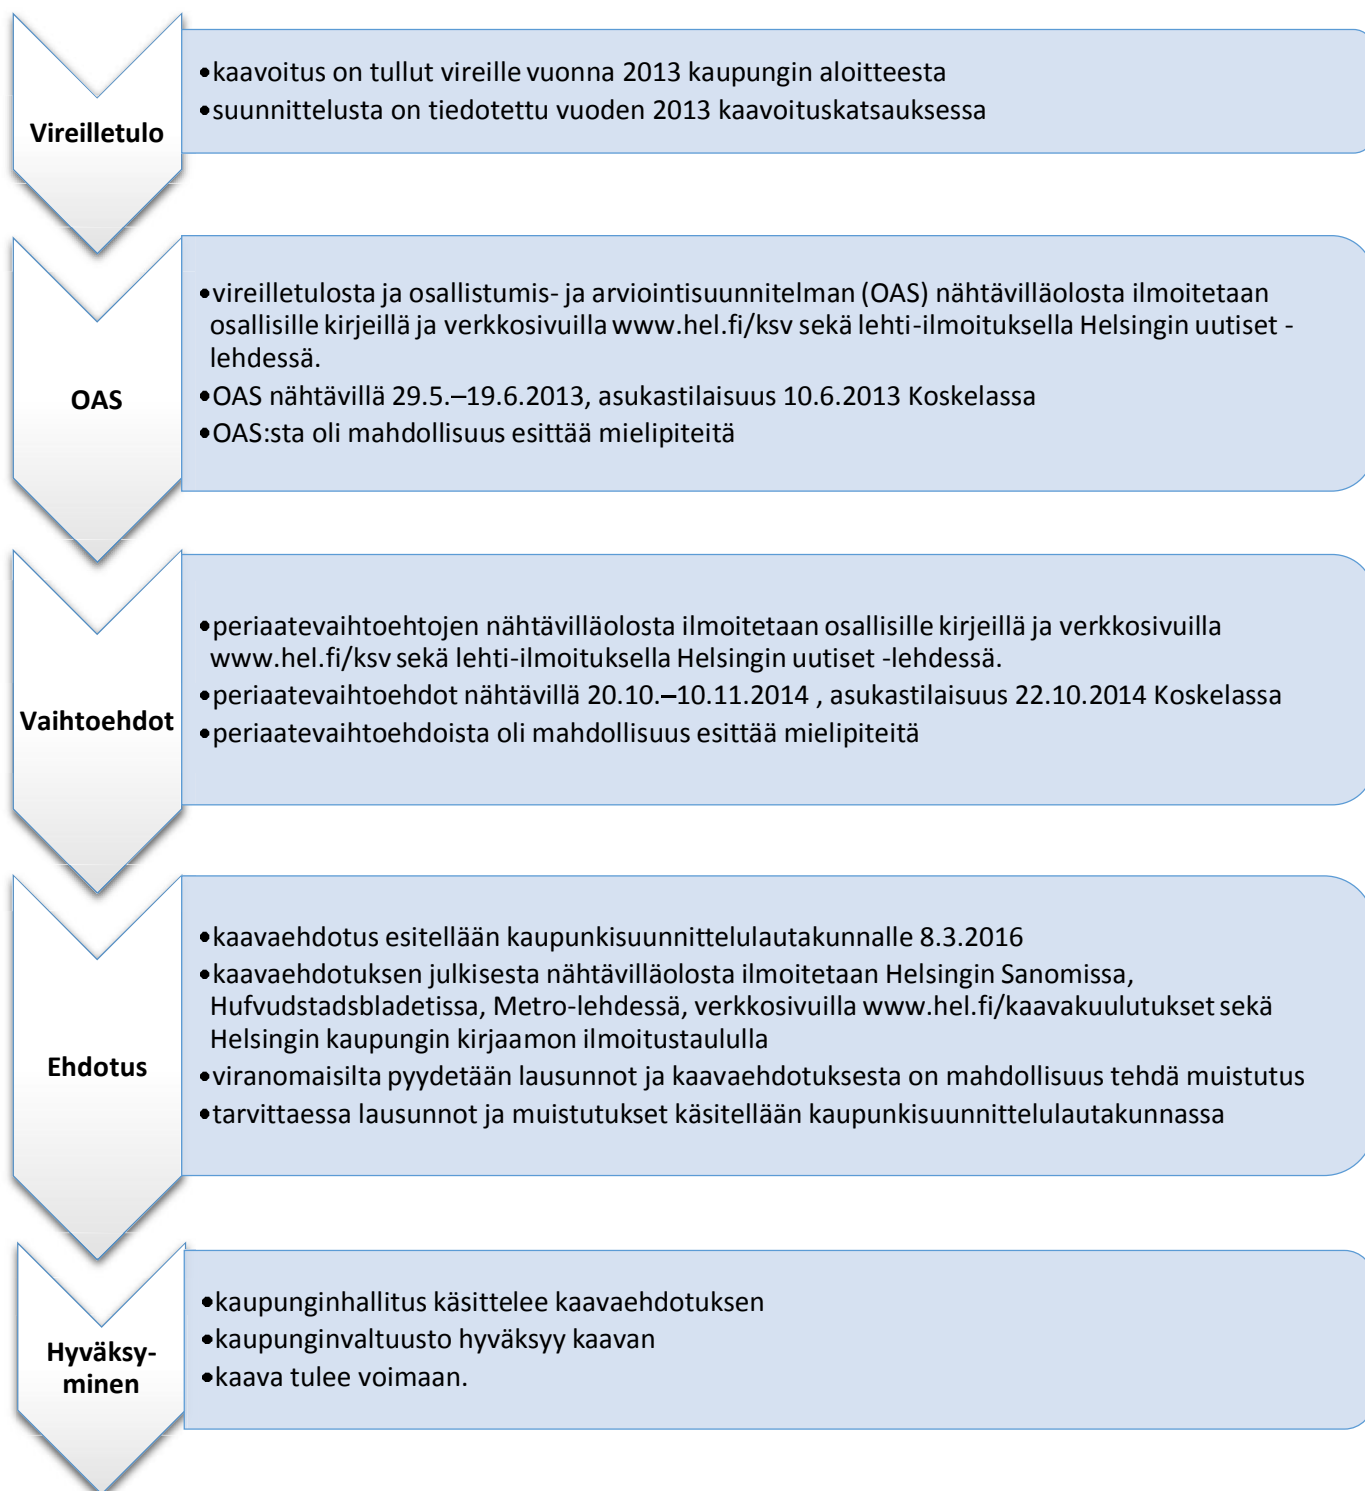 Vireilletulo
•kaavoitus on tullut vireille vuonna 2013 kaupungin aloitteesta
•suunnittelusta on tiedotettu vuoden 2013 kaavoituskatsauksessa
OAS
•vireilletulosta ja osallistumis- ja arviointisuunnitelman (OAS) nähtävilläolosta ilmoitetaan
osallisille kirjeillä ja verkkosivuilla www.hel.fi/ksv sekä lehti-ilmoituksella Helsingin uutiset -
lehdessä.
•OAS nähtävillä 29.5.–19.6.2013, asukastilaisuus 10.6.2013 Koskelassa
•OAS:sta oli mahdollisuus esittää mielipiteitä
Vaihtoehdot
•periaatevaihtoehtojen nähtävilläolosta ilmoitetaan osallisille kirjeillä ja verkkosivuilla
www.hel.fi/ksv sekä lehti-ilmoituksella Helsingin uutiset -lehdessä.
•periaatevaihtoehdot nähtävillä 20.10.–10.11.2014 , asukastilaisuus 22.10.2014 Koskelassa
•periaatevaihtoehdoista oli mahdollisuus esittää mielipiteitä
Ehdotus
•kaavaehdotus esitellään kaupunkisuunnittelulautakunnalle 8.3.2016
•kaavaehdotuksen julkisesta nähtävilläolosta ilmoitetaan Helsingin Sanomissa,
Hufvudstadsbladetissa, Metro-lehdessä, verkkosivuilla www.hel.fi/kaavakuulutukset sekä
Helsingin kaupungin kirjaamon ilmoitustaululla
•viranomaisilta pyydetään lausunnot ja kaavaehdotuksesta on mahdollisuus tehdä muistutus
•tarvittaessa lausunnot ja muistutukset käsitellään kaupunkisuunnittelulautakunnassa
Hyväksy-
minen
•kaupunginhallitus käsittelee kaavaehdotuksen
•kaupunginvaltuusto hyväksyy kaavan
•kaava tulee voimaan.